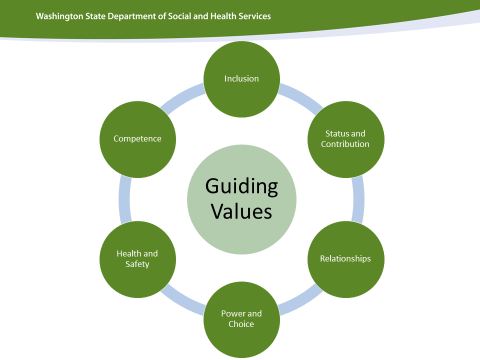 Washington State Department of Social and Health Services
Inclusion
Status and
Contribution
Relationships
Power and
Choice
Health and
Safety
Competence
Guiding
Values